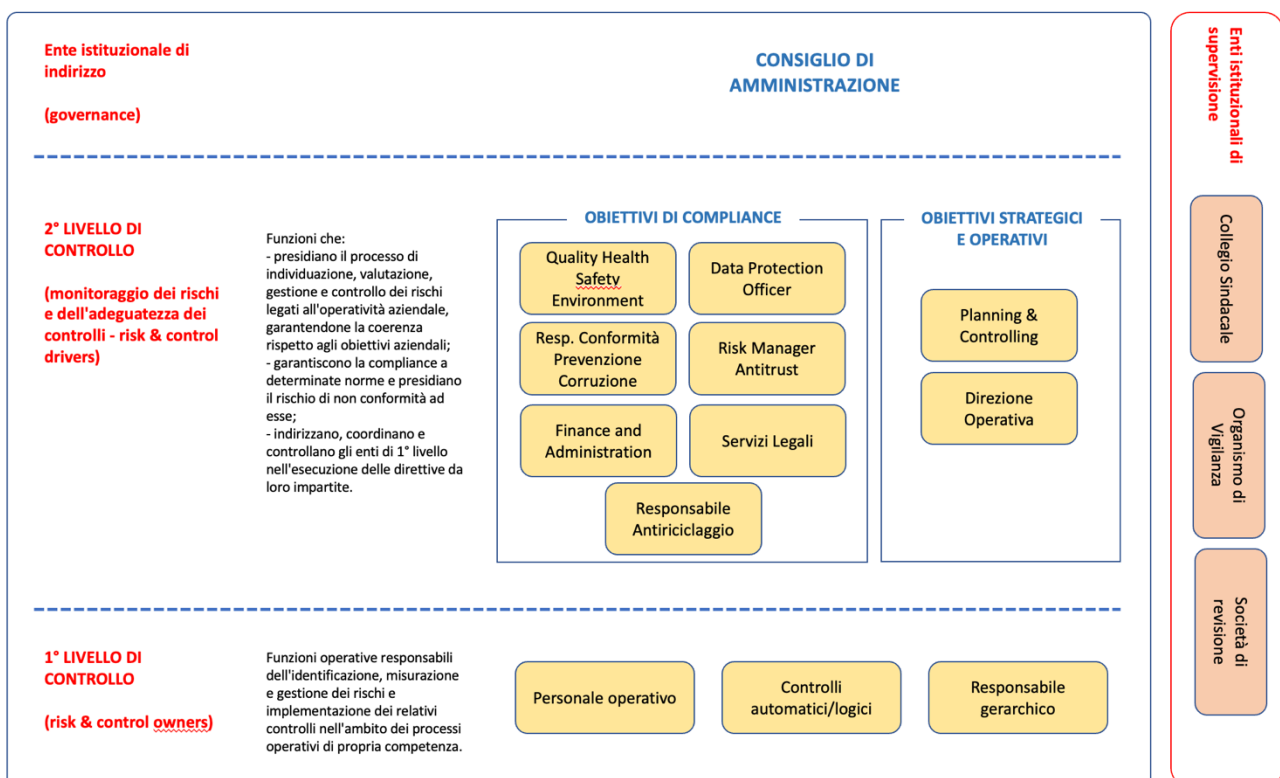 Ente istituzionale di
indirizzo
(governance)
CONSIGLIO DI
AMMINISTRAZIONE
2° LIVELLO DI
CONTROLLO
(monitoraggio dei rischi
e dell'adeguatezza dei
controlli - risk & control
drivers)
Funzioni che:
- presidiano il processo di
individuazione, valutazione,
gestione e controllo dei rischi
legati all'operatività aziendale,
garantendone la coerenza
rispetto agli obiettivi aziendali;
- garantiscono la compliance a
determinate norme e presidiano
il rischio di non conformità ad
esse;
- indirizzano, coordinano e
controllano gli enti di 1° livello
nell'esecuzione delle direttive da
loro impartite.
OBIETTIVI DI COMPLIANCE
Quality Health
Safety
Environment
Data Protection
Officer
Resp. Conformità
Prevenzione
Corruzione
Risk Manager
Antitrust
Finance and
Administration
Servizi Legali
Responsabile
Antiriciclaggio
OBIETTIVI STRATEGICI
E OPERATIVI
Planning &
Controlling
Direzione
Operativa
1° LIVELLO DI
CONTROLLO
(risk & control owners)
Funzioni operative responsabili
dell'identificazione, misurazione
e gestione dei rischi e
implementazione dei relativi
controlli nell'ambito dei processi
operativi di propria competenza.
Personale operativo
Controlli
automatici/logici
Responsabile
gerarchico
Enti istituzionali di
supervisione
Collegio Sindacale
Organismo di
Vigilanza
Società di
revisione